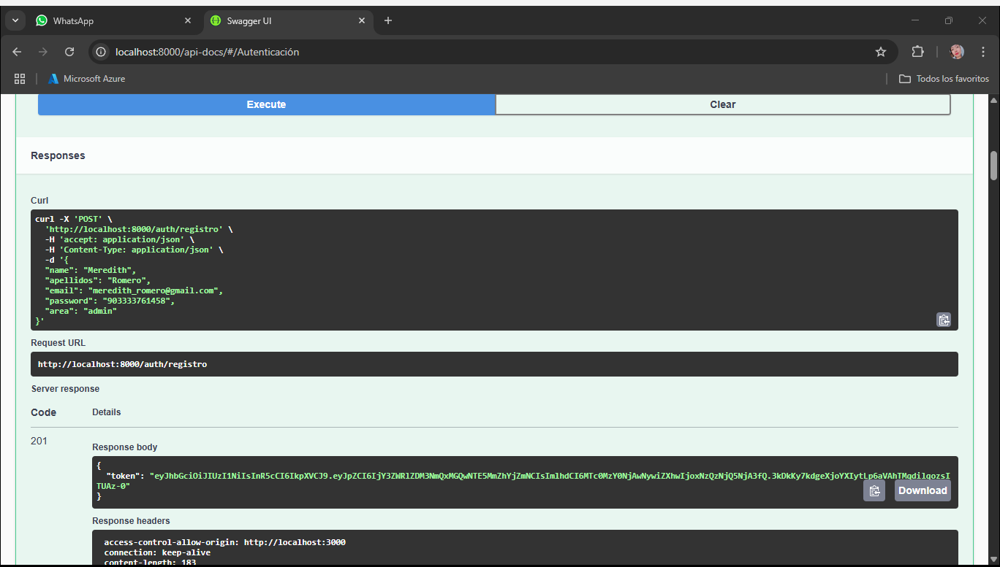 WhatsApp
Swagger UI
localhost:8000/api-docs/#/Autenticación
Microsoft Azure
Todos los favoritos
Execute
Clear
Responses
Curl
curl -X 'POST' \
'http://localhost:8000/auth/registro' \
-H 'accept: application/json' \
-H 'Content-Type: application/json' \
-d '{
"name": "Meredith",
"apellidos": "Romero",
"email": "meredith_romero@gmail.com",
"password": "903333761458",
"area": "admin"
}'
Request URL
http://localhost:8000/auth/registro
Server response
Code
Details
201
Response body
{
"token": "eyJhbGciOiJIUzI1NiIsInR5cCI6IkpXVCJ9.eyJpZCI6IjY3ZWRlZDM3NmQxMGQwNTE5MmZhYjZmNCIsImlhdCI6MTc0MzY0NjAwNywiZXhwIjoxNzQzNjQ5NjA3fQ.3kDkKy7kdgeXjoYXIytLp6aVAhTMqdilqozsI
TUAz-0"
}
Download
Response headers
access-control-allow-origin: http://localhost:3000
connection: keep-alive
content-length: 183